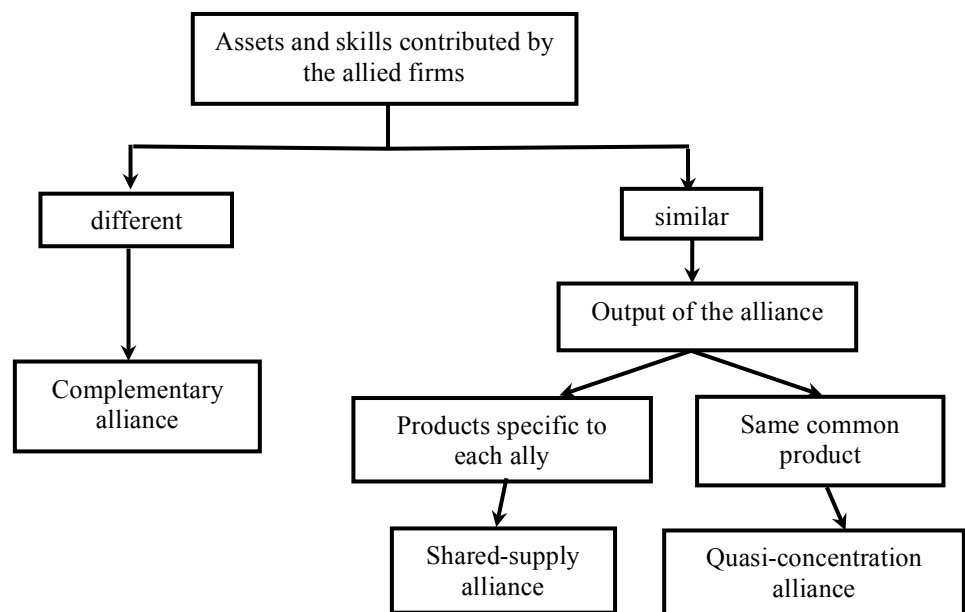 Assets and skills contributed by
the allied firms
different
similar
Output of the alliance
Complementary
alliance
Products specific to
each ally
Same common
product
Shared-supply
alliance
Quasi-concentration
alliance